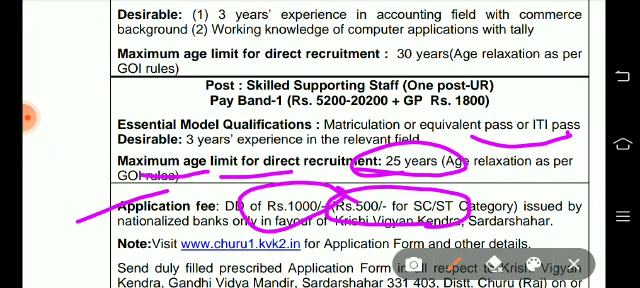 Desirable: (1) 3 years' experience in accounting field with commerce
background (2) Working knowledge of computer applications with tally
Maximum age limit for direct recruitment : 30 years(Age relaxation as per
GOI rules)
Post : Skilled Supporting Staff (One post-UR)
Pay Band-1 (Rs. 5200-20200 + GP Rs. 1800)
Essential Model Qualifications : Matriculation or equivalent pass or ITI pass
Desirable: 3 years' experience in the relevant field
Maximum age limit for direct recruitment: 25 years (Age relaxation as per
GOI rules)
Application fee: DD of Rs.1000/- (Rs.500/- for SC/ST Category) issued by
nationalized banks only in favour of Krishi Vigyan Kendra, Sardarshahar.
Note:Visit www.churu1.kvk2.in for Application Form and other details.
Send duly filled prescribed Application Form in all respect to Krishi Vigyan
Kendra, Gandhi Vidya Mandir, Sardarshahar 331 403, Distt. Churu (Raj) on or